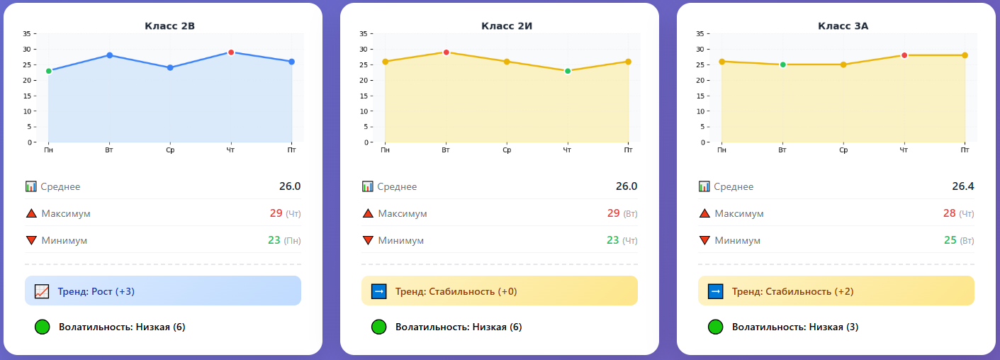 Класс 2В
35
30
25
20
15
10
5
0
Пн Вт Ср Чт Пт
Среднее 26.0
Максимум 29 (Чт)
Минимум 23 (Пн)
Тренд: Рост (+3)
Волатильность: Низкая (6)
Класс 2И
35
30
25
20
15
10
5
0
Пн Вт Ср Чт Пт
Среднее 26.0
Максимум 29 (Вт)
Минимум 23 (Чт)
Тренд: Стабильность (+0)
Волатильность: Низкая (6)
Класс 3А
35
30
25
20
15
10
5
0
Пн Вт Ср Чт Пт
Среднее 26.4
Максимум 28 (Чт)
Минимум 25 (Вт)
Тренд: Стабильность (+2)
Волатильность: Низкая (3)